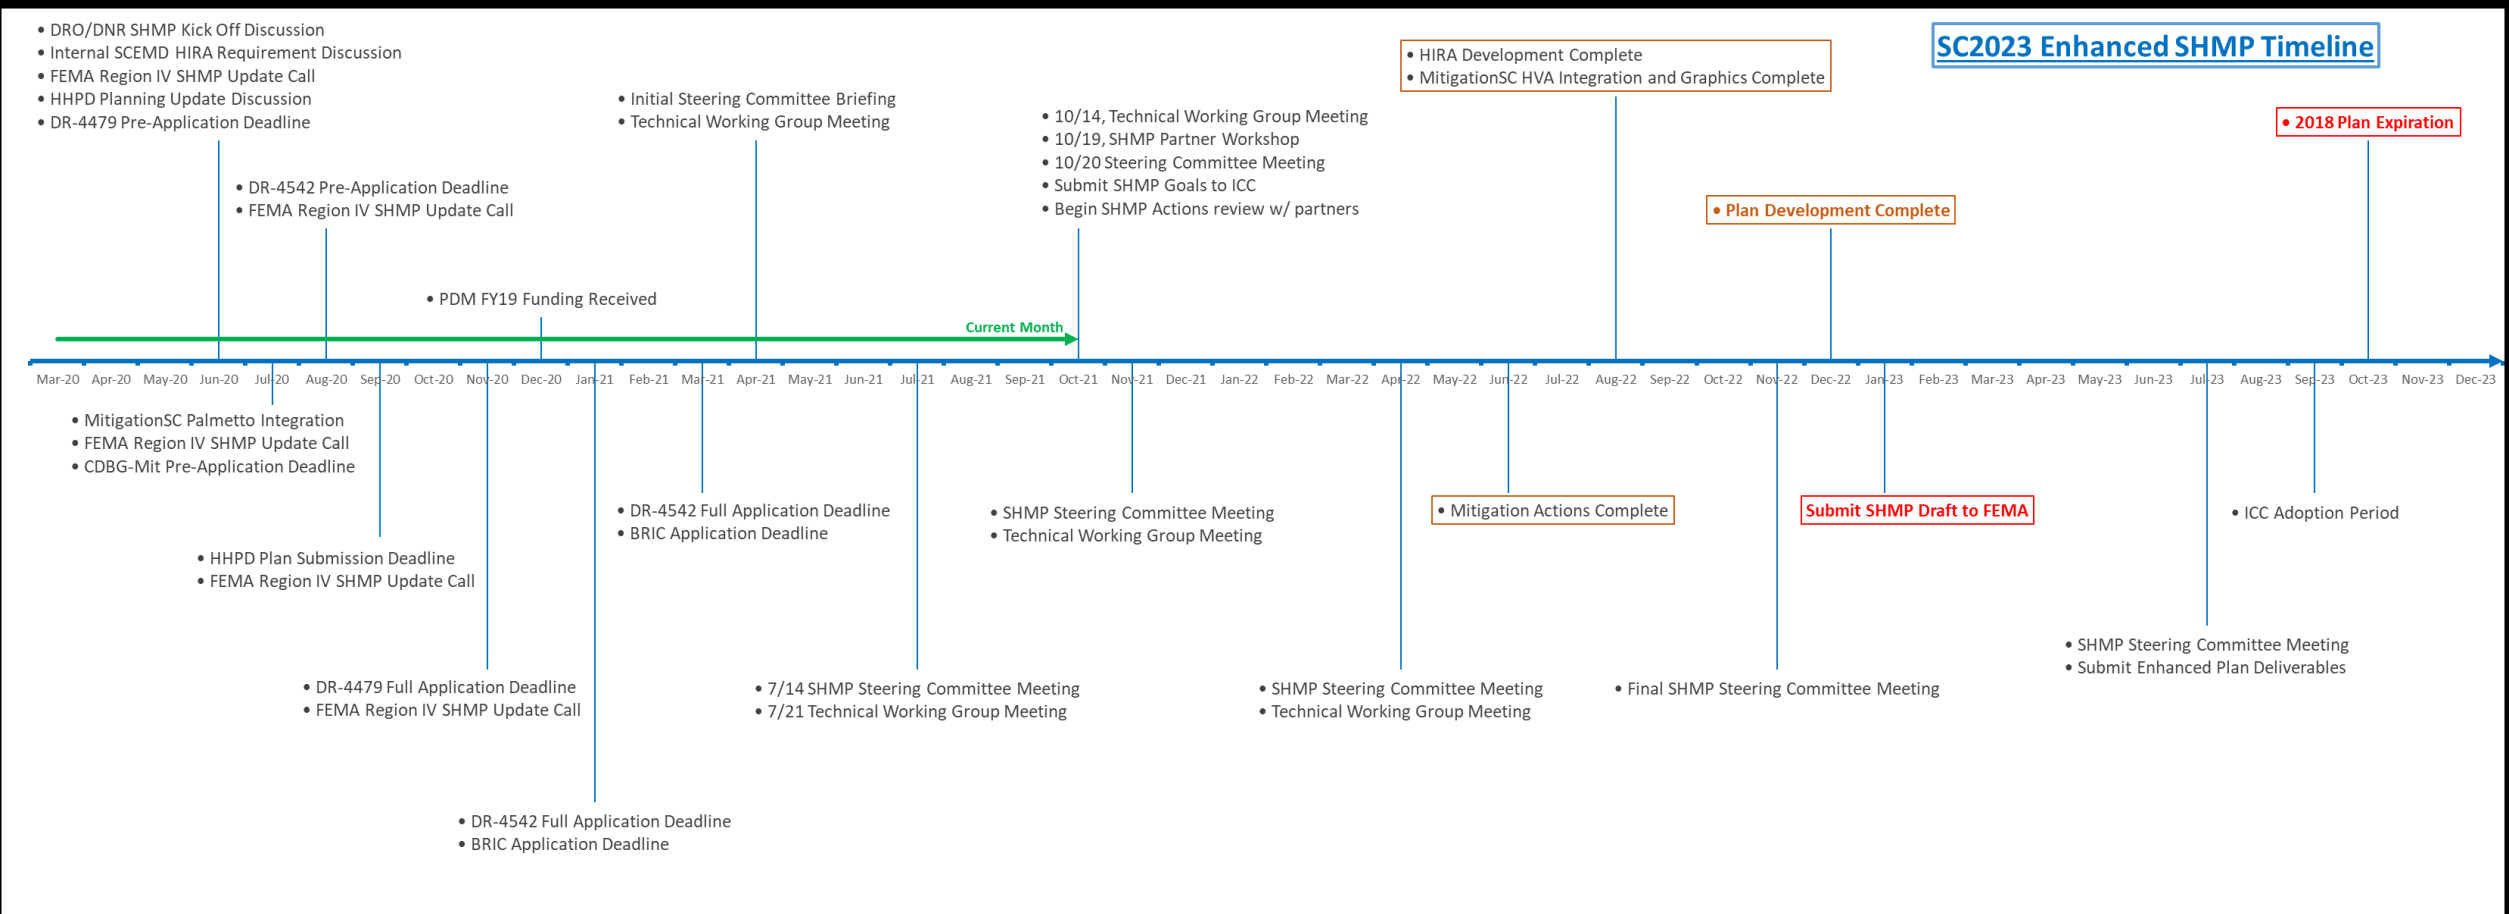 SC2023 Enhanced SHMP Timeline
• DRO/DNR SHMP Kick Off Discussion
• Internal SCEMD HIRA Requirement Discussion
• FEMA Region IV SHMP Update Call
• HHPD Planning Update Discussion
• DR-4479 Pre-Application Deadline
• DR-4542 Pre-Application Deadline
• FEMA Region IV SHMP Update Call
• PDM FY19 Funding Received
• Initial Steering Committee Briefing
• Technical Working Group Meeting
• 10/14, Technical Working Group Meeting
• 10/19, SHMP Partner Workshop
• 10/20 Steering Committee Meeting
• Submit SHMP Goals to ICC
• Begin SHMP Actions review w/ partners
• HIRA Development Complete
• MitigationSC HVA Integration and Graphics Complete
• Plan Development Complete
• 2018 Plan Expiration
Current Month
Mar-20 Apr-20 May-20 Jun-20 Jul-20 Aug-20 Sep-20 Oct-20 Nov-20 Dec-20 Jan-21 Feb-21 Mar-21 Apr-21 May-21 Jun-21 Jul-21 Aug-21 Sep-21 Oct-21 Nov-21 Dec-21 Jan-22 Feb-22 Mar-22 Apr-22 May-22 Jun-22 Jul-22 Aug-22 Sep-22 Oct-22 Nov-22 Dec-22 Jan-23 Feb-23 Mar-23 Apr-23 May-23 Jun-23 Jul-23 Aug-23 Sep-23 Oct-23 Nov-23 Dec-23
• MitigationSC Palmetto Integration
• FEMA Region IV SHMP Update Call
• CDBG-Mit Pre-Application Deadline
• HHPD Plan Submission Deadline
• FEMA Region IV SHMP Update Call
• DR-4479 Full Application Deadline
• FEMA Region IV SHMP Update Call
• DR-4542 Full Application Deadline
• BRIC Application Deadline
• DR-4542 Full Application Deadline
• BRIC Application Deadline
• 7/14 SHMP Steering Committee Meeting
• 7/21 Technical Working Group Meeting
• SHMP Steering Committee Meeting
• Technical Working Group Meeting
• SHMP Steering Committee Meeting
• Technical Working Group Meeting
• Mitigation Actions Complete
• Final SHMP Steering Committee Meeting
Submit SHMP Draft to FEMA
• SHMP Steering Committee Meeting
• Submit Enhanced Plan Deliverables
• ICC Adoption Period